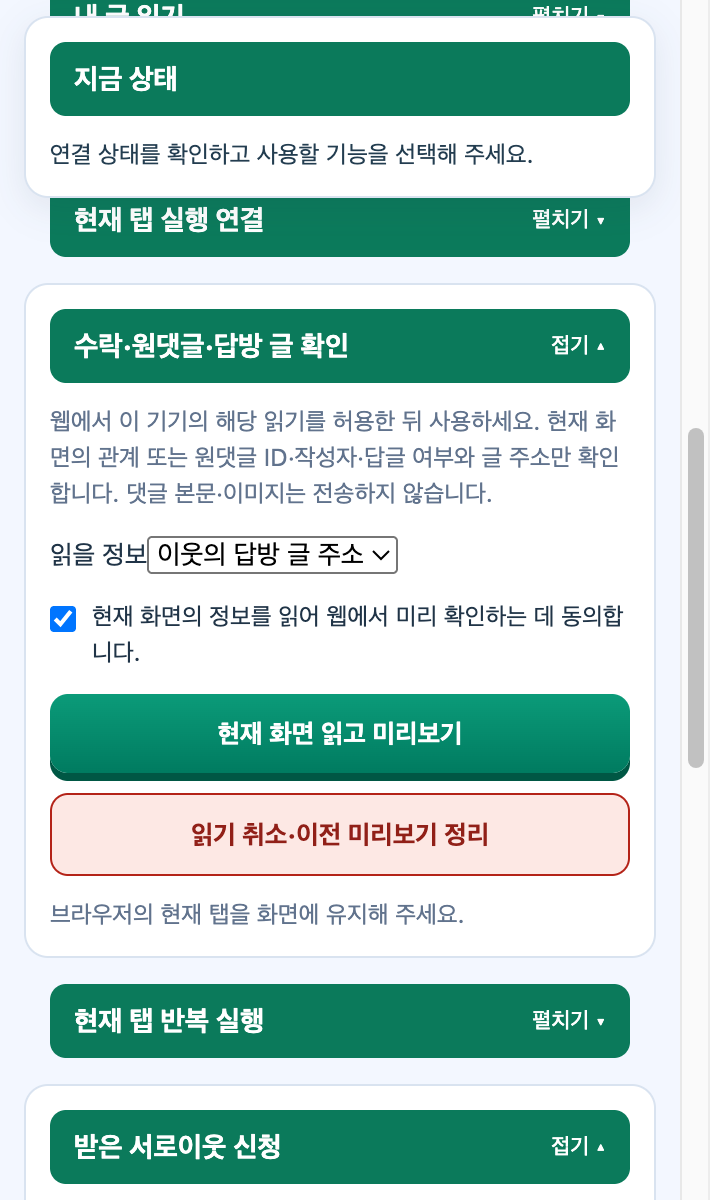 내 글 읽기 펼치기 ▼
지금 상태
연결 상태를 확인하고 사용할 기능을 선택해 주세요.
현재 탭 실행 연결 펼치기 ▼
수락·원댓글·답방 글 확인 접기 ▲
웹에서 이 기기의 해당 읽기를 허용한 뒤 사용하세요. 현재 화
면의 관계 또는 원댓글 ID·작성자·답글 여부와 글 주소만 확인
합니다. 댓글 본문·이미지는 전송하지 않습니다.
읽을 정보 이웃의 답방 글 주소
현재 화면의 정보를 읽어 웹에서 미리 확인하는 데 동의합
니다.
현재 화면 읽고 미리보기
읽기 취소·이전 미리보기 정리
브라우저의 현재 탭을 화면에 유지해 주세요.
현재 탭 반복 실행 펼치기 ▼
받은 서로이웃 신청 접기 ▲